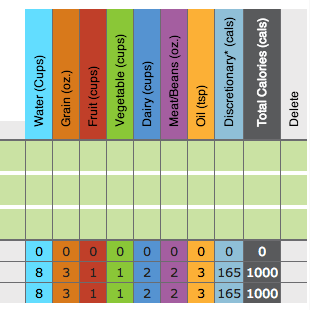 Water (Cups) Grain (oz.) Fruit (cups) Vegetable (cups) Dairy (cups) Meat/Beans (oz.) Oil (tsp) Discretionary* (cals) Total Calories (cals) Delete
0 0 0 0 0 0 0 0 0
8 3 1 1 2 2 3 165 1000
8 3 1 1 2 2 3 165 1000